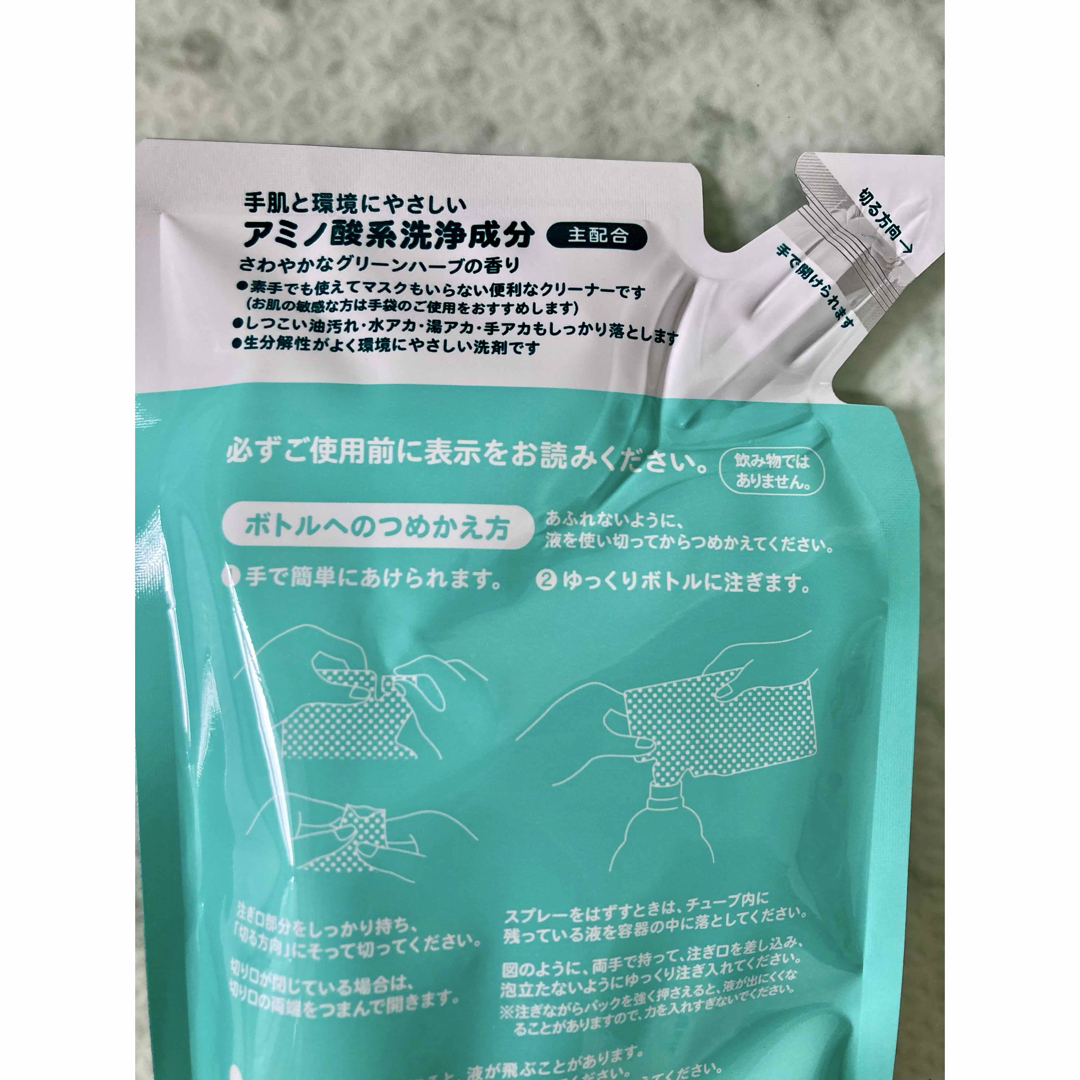 手肌と環境にやさしい
アミノ酸系洗浄成分 主配合
さわやかなグリーンハーブの香り
●素手でも使えてマスクもいらない便利なクリーナーです
(お肌の敏感な方は手袋のご使用をおすすめします)
●しつこい油汚れ・水アカ・湯アカ・手アカもしっかり落とします
●生分解性がよく環境にやさしい洗剤です
切る方向→
手で開けられます
必ずご使用前に表示をお読みください。
飲み物では
ありません。
ボトルへのつめかえ方
あふれないように、
液を使い切ってからつめかえてください。
手で簡単にあけられます。
❷ゆっくりボトルに注ぎます。
注ぎ口部分をしっかり持ち、
「切る方向」にそって切ってください。
切り口が閉じている場合は、
切り口の両端をつまんで開きます。
スプレーをはずすときは、チューブ内に
残っている液を容器の中に落としてください。
図のように、両手で持って、注ぎ口を差し込み、
泡立たないようにゆっくり注ぎ入れてください。
※注ぎながらパックを強く押さえると、液が出にくくな
ることがありますので、力を入れすぎないでください。
液が飛ぶことがあります。
ください。
てください。